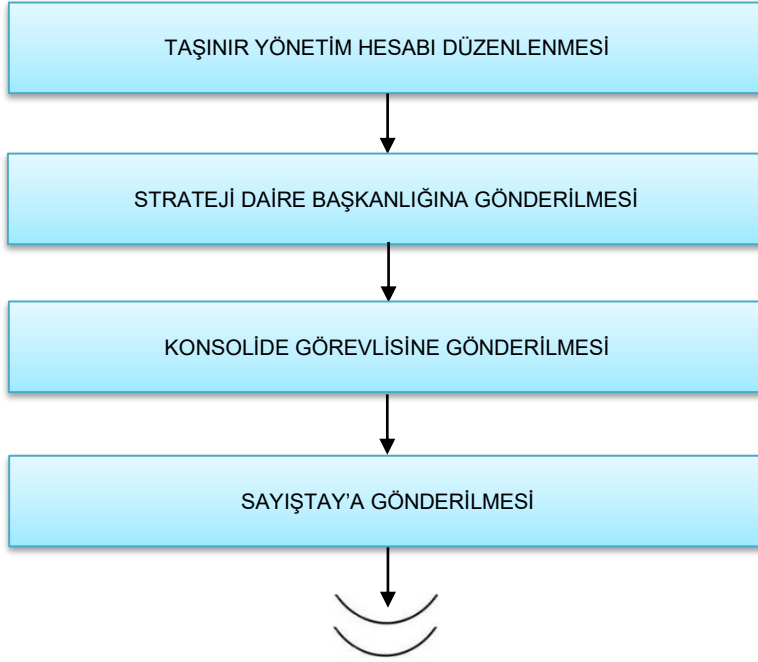 TAŞINIR YÖNETİM HESABI DÜZENLENMESİ
STRATEJİ DAİRE BAŞKANLIĞINA GÖNDERİLMESİ
KONSOLİDE GÖREVLİSİNE GÖNDERİLMESİ
SAYIŞTAY’A GÖNDERİLMESİ